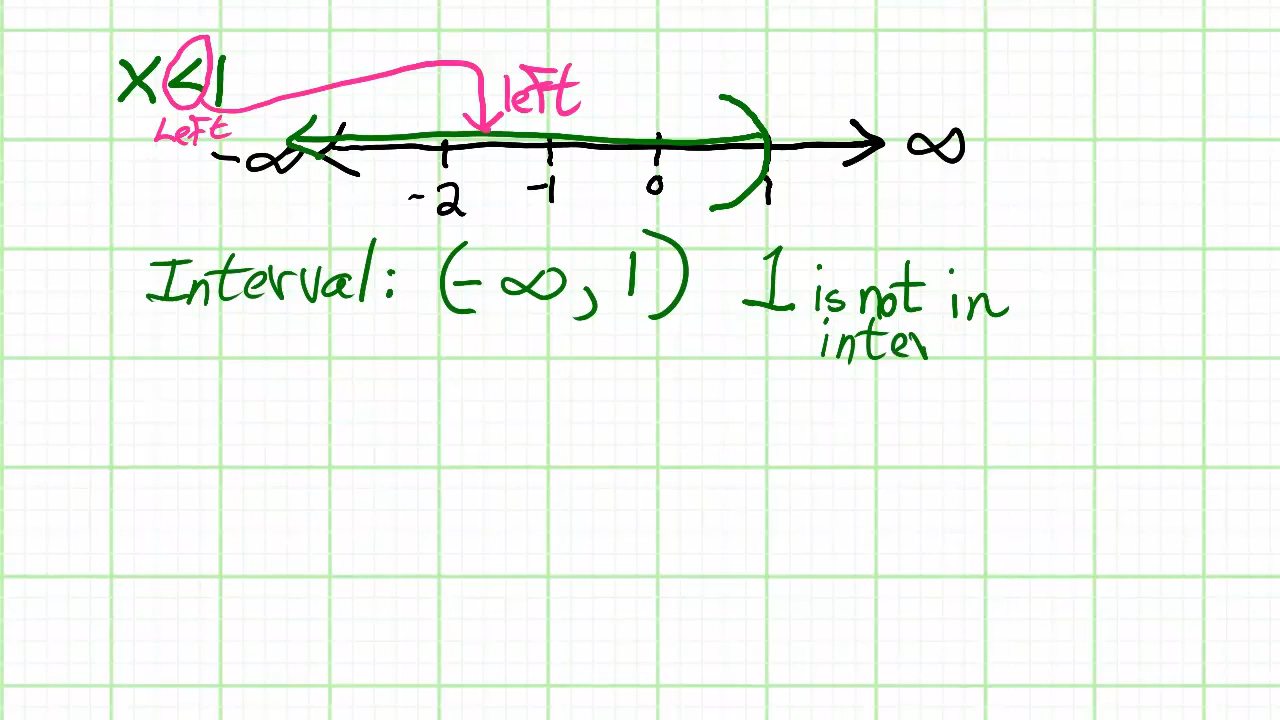 x<1
left
Left
-∞ ∞
-2 -1 0 1
Interval: (-∞, 1) 1 is not in
inter